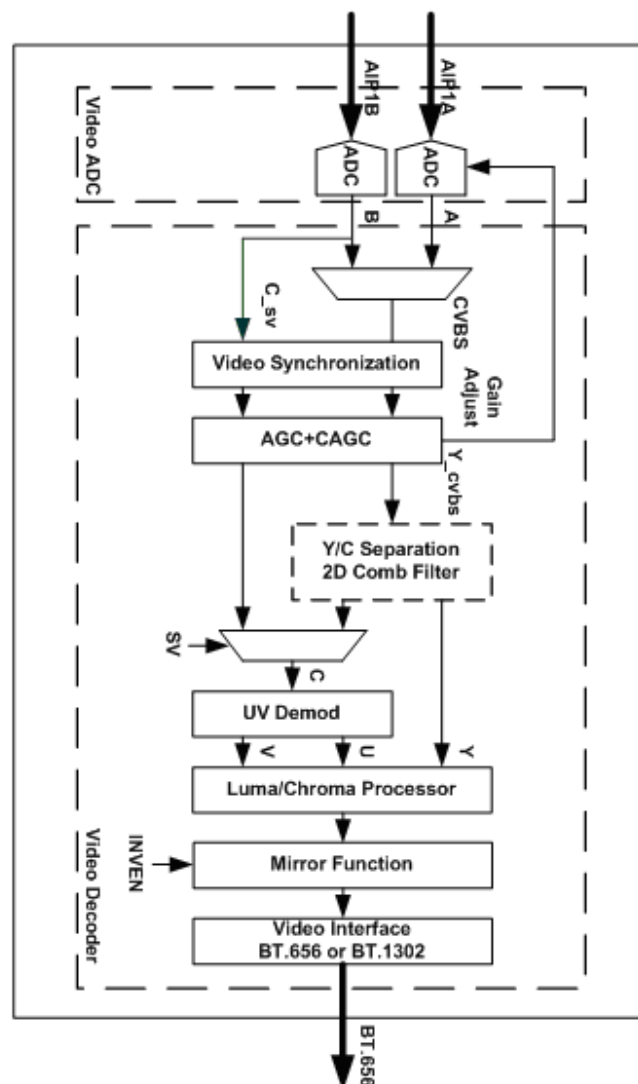 AIP1B
AIP1A
Video ADC
ADC
ADC
B
A
C_sv
CVBS
Video Synchronization
Gain
Adjust
AGC+CAGC
Y_cvbs
Y/C Separation
2D Comb Filter
SV
C
UV Demod
V
U
Y
Luma/Chroma Processor
INVEN
Mirror Function
Video Decoder
Video Interface
BT.656 or BT.1302
BT.656